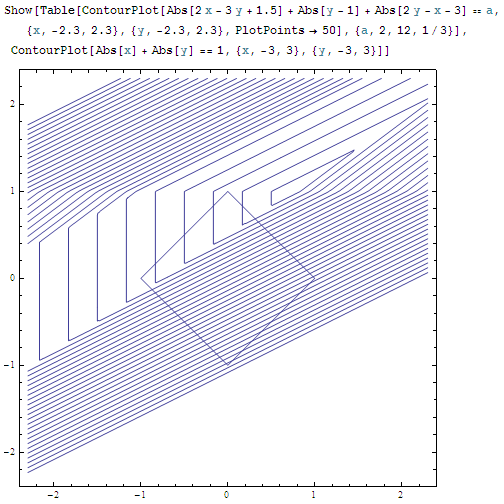 Show[Table[ContourPlot[Abs[2 x - 3 y + 1.5] + Abs[y - 1] + Abs[2 y - x - 3] == a,
{x, -2.3, 2.3}, {y, -2.3, 2.3}, PlotPoints → 50], {a, 2, 12, 1 / 3}],
ContourPlot[Abs[x] + Abs[y] == 1, {x, -3, 3}, {y, -3, 3}]]
2
1
0
-1
-2
-2 -1 0 1 2